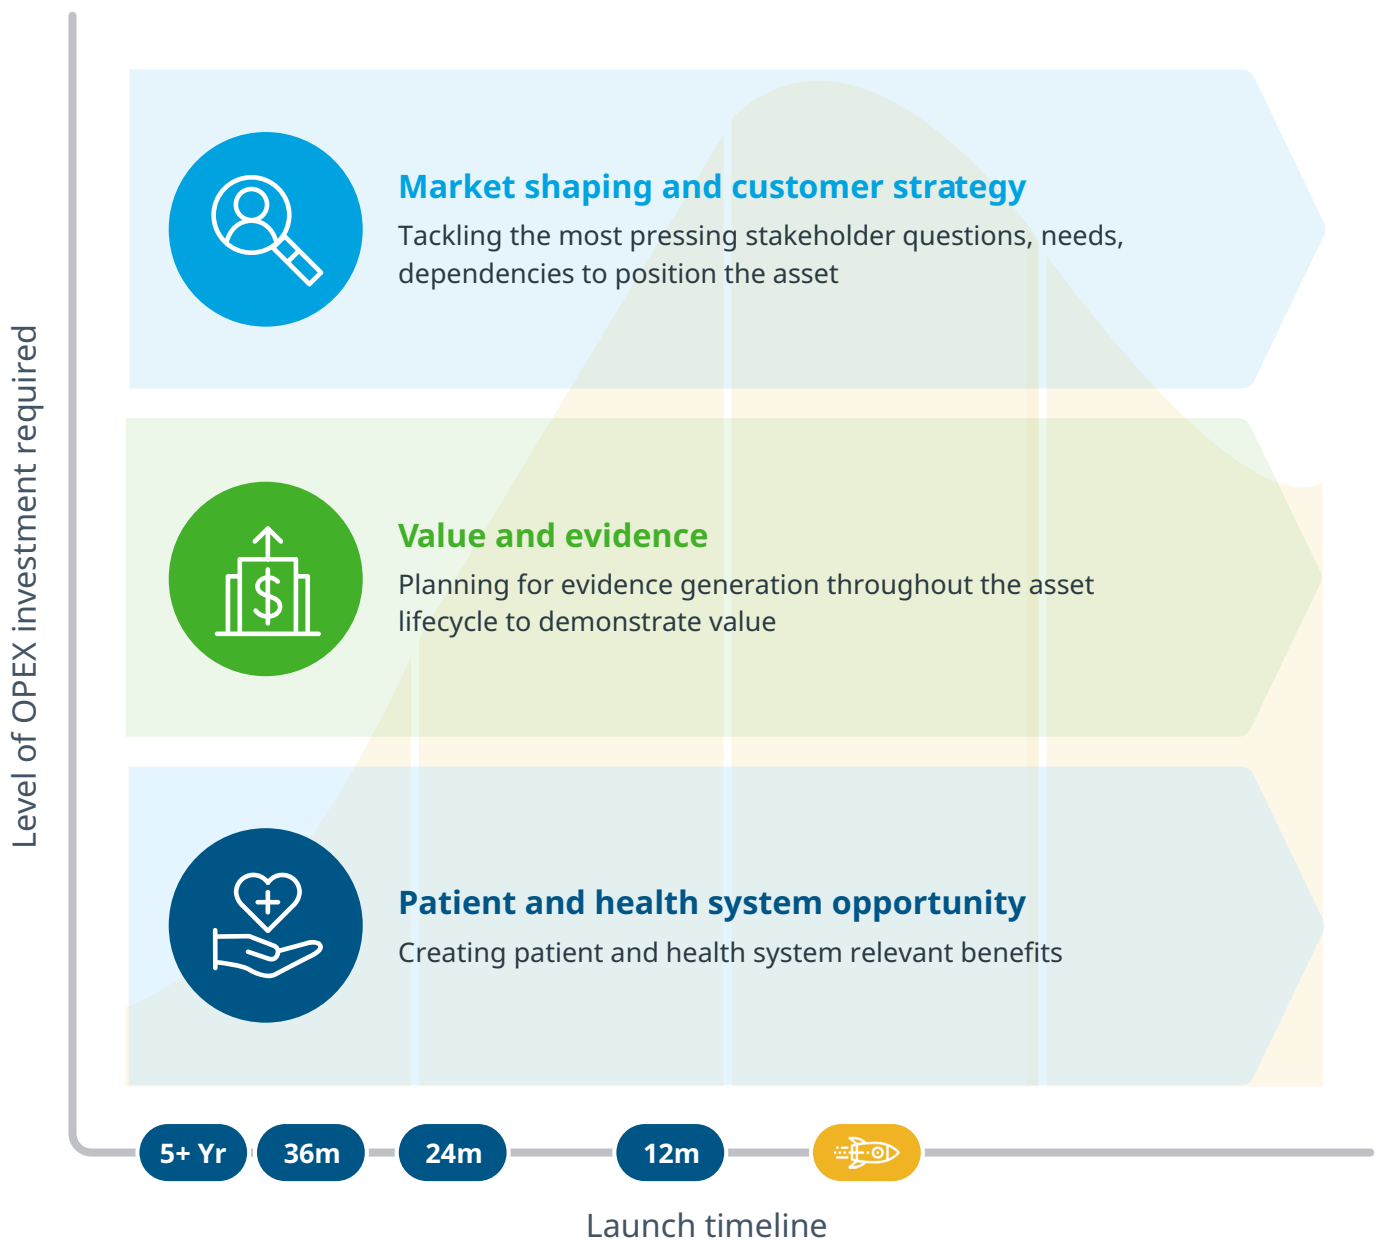 Level of OPEX investment required
Market shaping and customer strategy
Tackling the most pressing stakeholder questions, needs,
dependencies to position the asset
$
Value and evidence
Planning for evidence generation throughout the asset
lifecycle to demonstrate value
Patient and health system opportunity
Creating patient and health system relevant benefits
5+ Yr
36m
24m
12m
Launch timeline